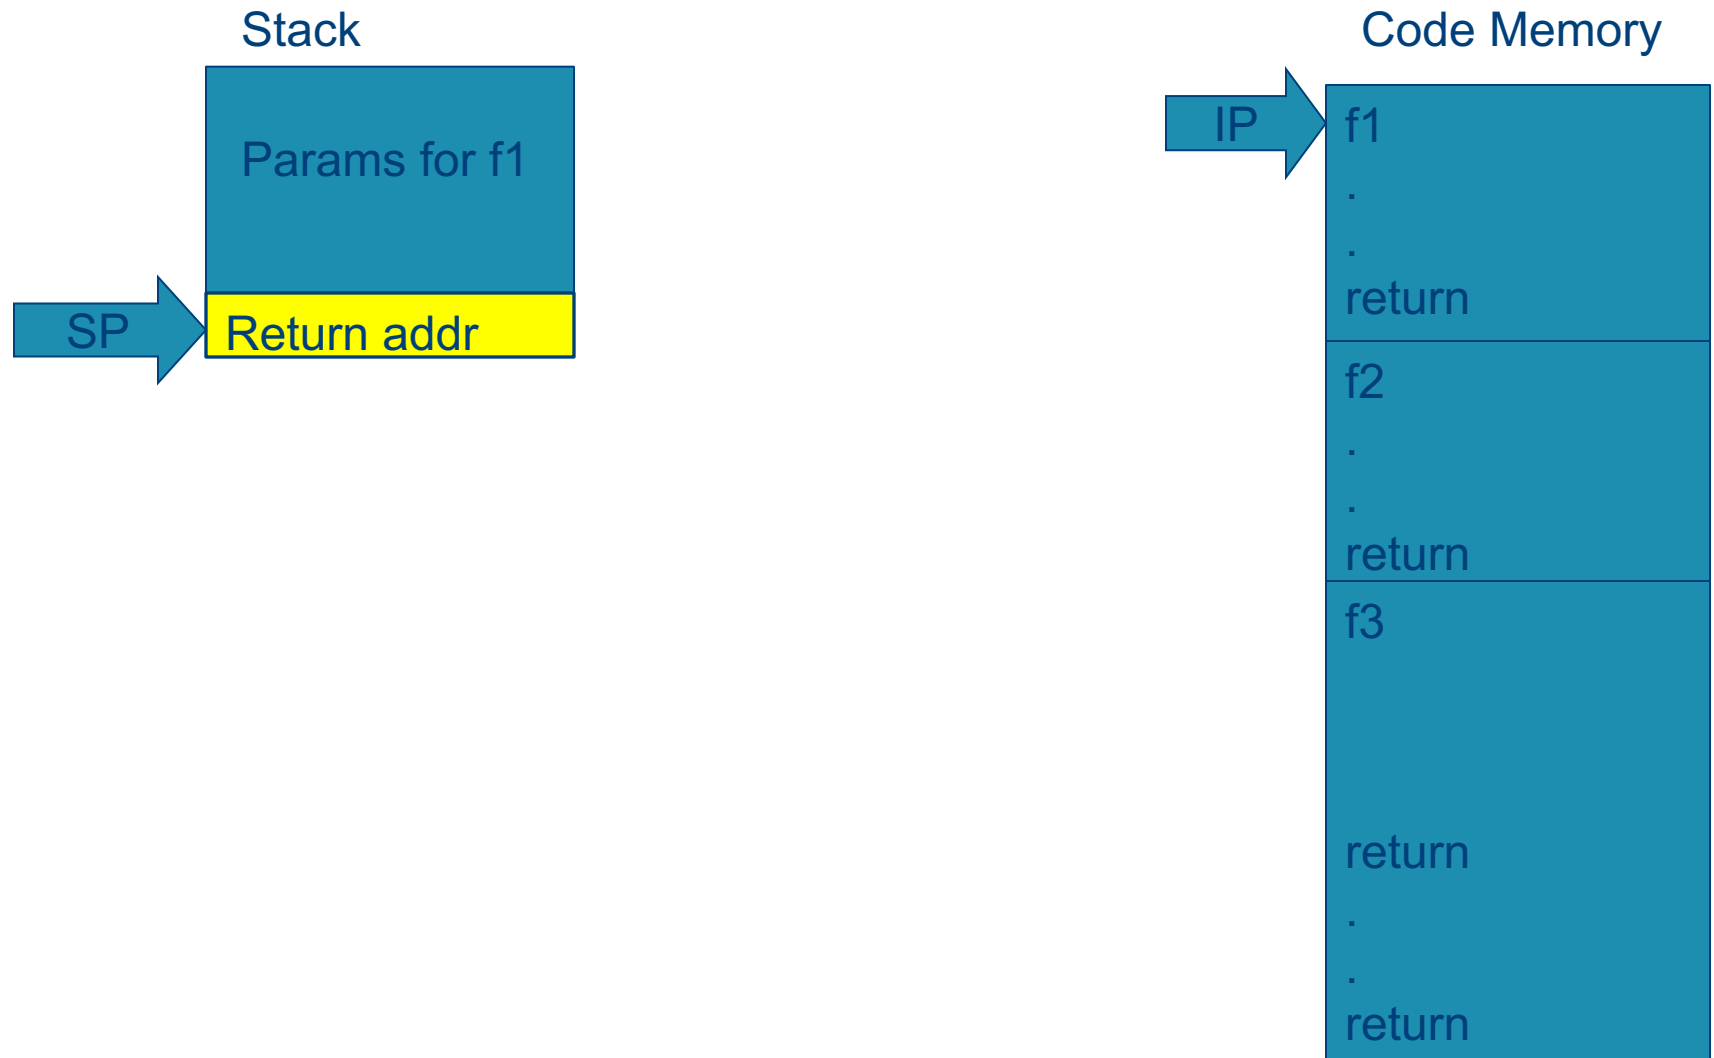 Stack
Params for f1
SP
Return addr
Code Memory
IP
f1
.
.
return
f2
.
.
return
f3
return
.
.
return